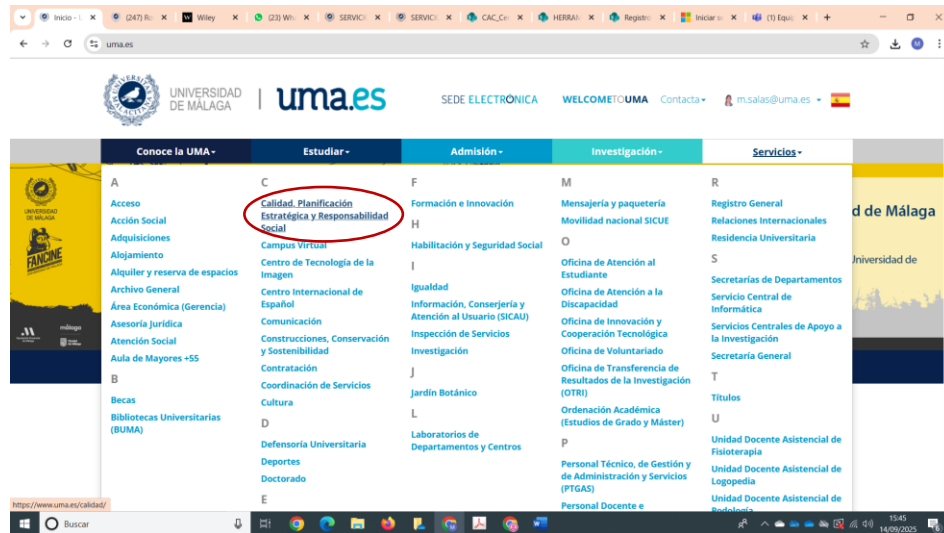 Inicio - U
(247) Ro
Wiley
(23) Wh
SERVICI
SERVICI
CAC_Ce
HERRAM
Registro
Iniciar se
(1) Equip
uma.es
UNIVERSIDAD
DE MÁLAGA
uma.es
SEDE ELECTRÓNICA
WELCOMETOUMA
Contacta
m.salas@uma.es
Conoce la UMA
Estudiar
Admisión
Investigación
Servicios
A
Acceso
Acción Social
Adquisiciones
Alojamiento
Alquiler y reserva de espacios
Archivo General
Área Económica (Gerencia)
Asesoría Jurídica
Atención Social
Aula de Mayores +55
B
Becas
Bibliotecas Universitarias
(BUMA)
C
Calidad, Planificación
Estratégica y Responsabilidad
Social
Campus Virtual
Centro de Tecnología de la
Imagen
Centro Internacional de
Español
Comunicación
Construcciones, Conservación
y Sostenibilidad
Contratación
Coordinación de Servicios
Cultura
D
Defensoría Universitaria
Deportes
Doctorado
E
F
Formación e Innovación
H
Habilitación y Seguridad Social
I
Igualdad
Información, Conserjería y
Atención al Usuario (SICAU)
Inspección de Servicios
Investigación
J
Jardín Botánico
L
Laboratorios de
Departamentos y Centros
M
Mensajería y paquetería
Movilidad nacional SICUE
O
Oficina de Atención al
Estudiante
Oficina de Atención a la
Discapacidad
Oficina de Innovación y
Cooperación Tecnológica
Oficina de Voluntariado
Oficina de Transferencia de
Resultados de la Investigación
(OTRI)
Ordenación Académica
(Estudios de Grado y Máster)
P
Personal Técnico, de Gestión y
de Administración y Servicios
(PTGAS)
Personal Docente e
R
Registro General
Relaciones Internacionales
Residencia Universitaria
S
Secretarías de Departamentos
Servicio Central de
Informática
Servicios Centrales de Apoyo a
la Investigación
Secretaría General
T
Títulos
U
Unidad Docente Asistencial de
Fisioterapia
Unidad Docente Asistencial de
Logopedia
Unidad Docente Asistencial de
Podología
UNIVERSIDAD
DE MÁLAGA
FANCINE
málaga
d de Málaga
Universidad de
https://www.uma.es/calidad/
Buscar
15:45
14/09/2025